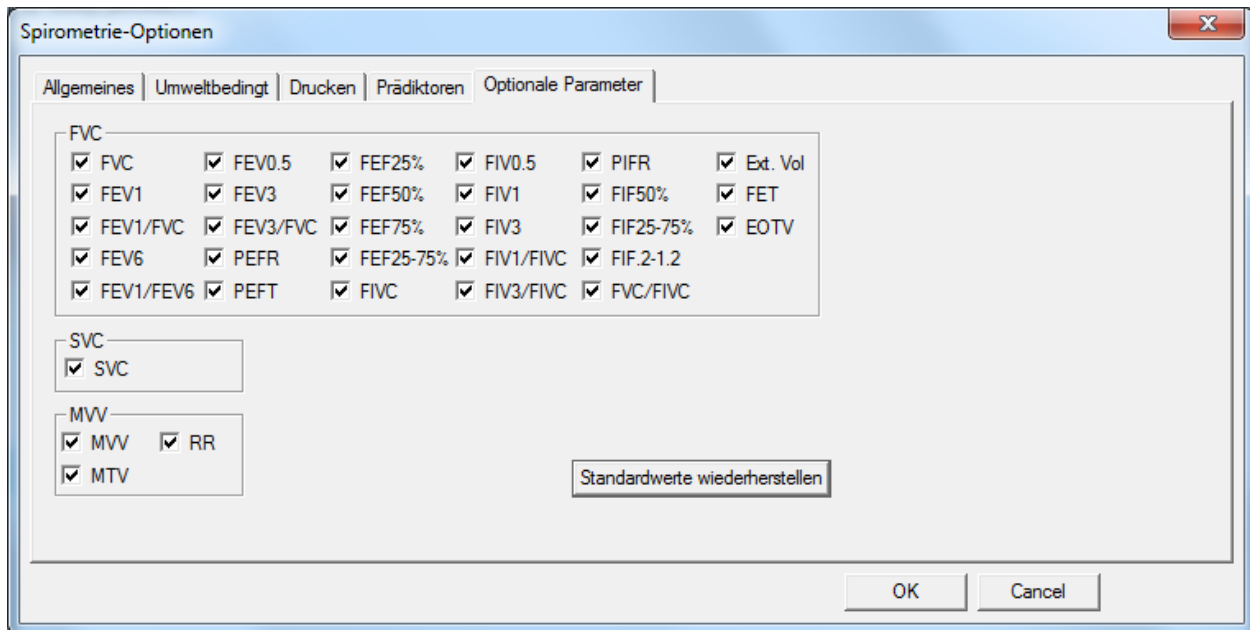 Spirometrie-Optionen
Allgemeines Umweltbedingt Drucken Prädiktoren Optionale Parameter
FVC
FVC FEV0.5 FEF25% FIV0.5 PIFR Ext. Vol
FEV1 FEV3 FEF50% FIV1 FIF50% FET
FEV1/FVC FEV3/FVC FEF75% FIV3 FIF25-75% EOTV
FEV6 PEFR FEF25-75% FIV1/FIVC FIF.2-1.2
FEV1/FEV6 PEFT FIVC FIV3/FIVC FVC/FIVC
SVC
SVC
MVV
MVV RR
MTV
Standardwerte wiederherstellen
OK Cancel